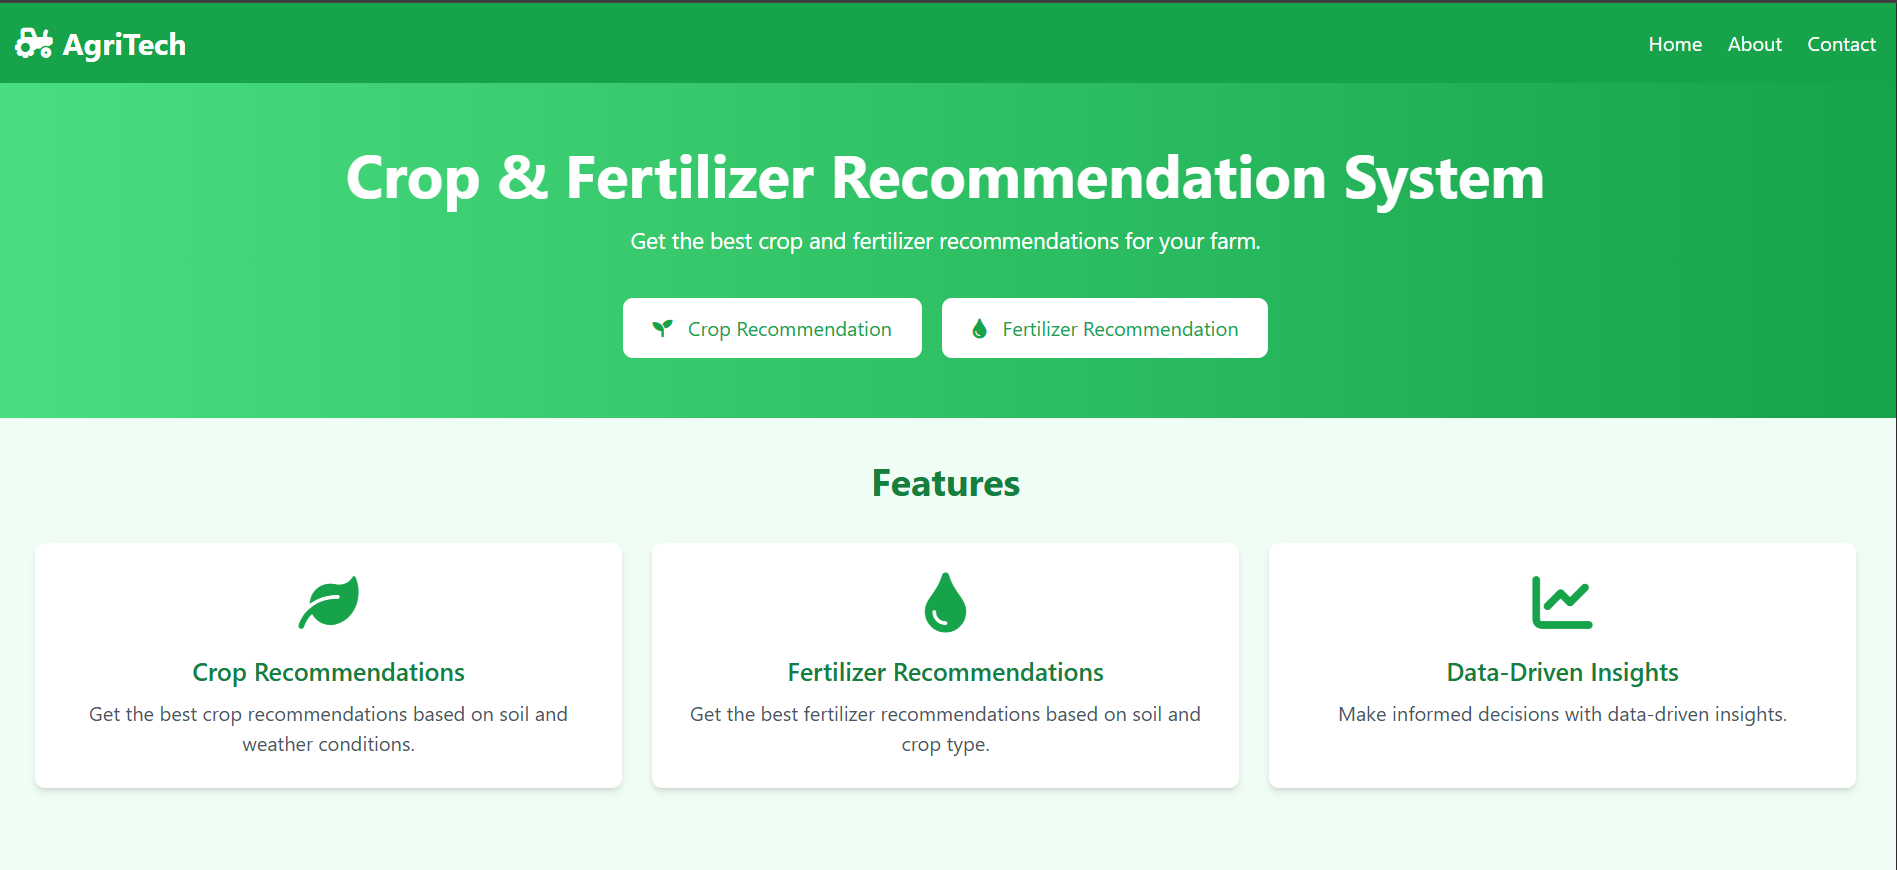 AgriTech
Home About Contact
Crop & Fertilizer Recommendation System
Get the best crop and fertilizer recommendations for your farm.
Crop Recommendation
Fertilizer Recommendation
Features
Crop Recommendations
Get the best crop recommendations based on soil and
weather conditions.
Fertilizer Recommendations
Get the best fertilizer recommendations based on soil and
crop type.
Data-Driven Insights
Make informed decisions with data-driven insights.